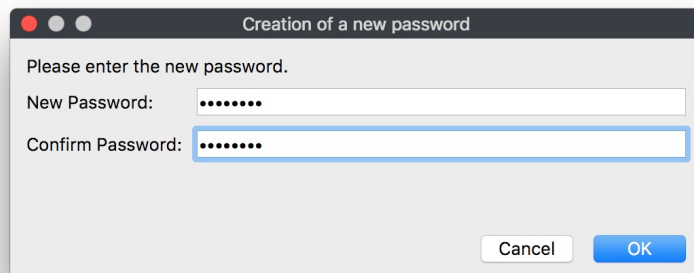 Creation of a new password
Please enter the new password.
New Password: ••••••••
Confirm Password: ••••••••
Cancel OK